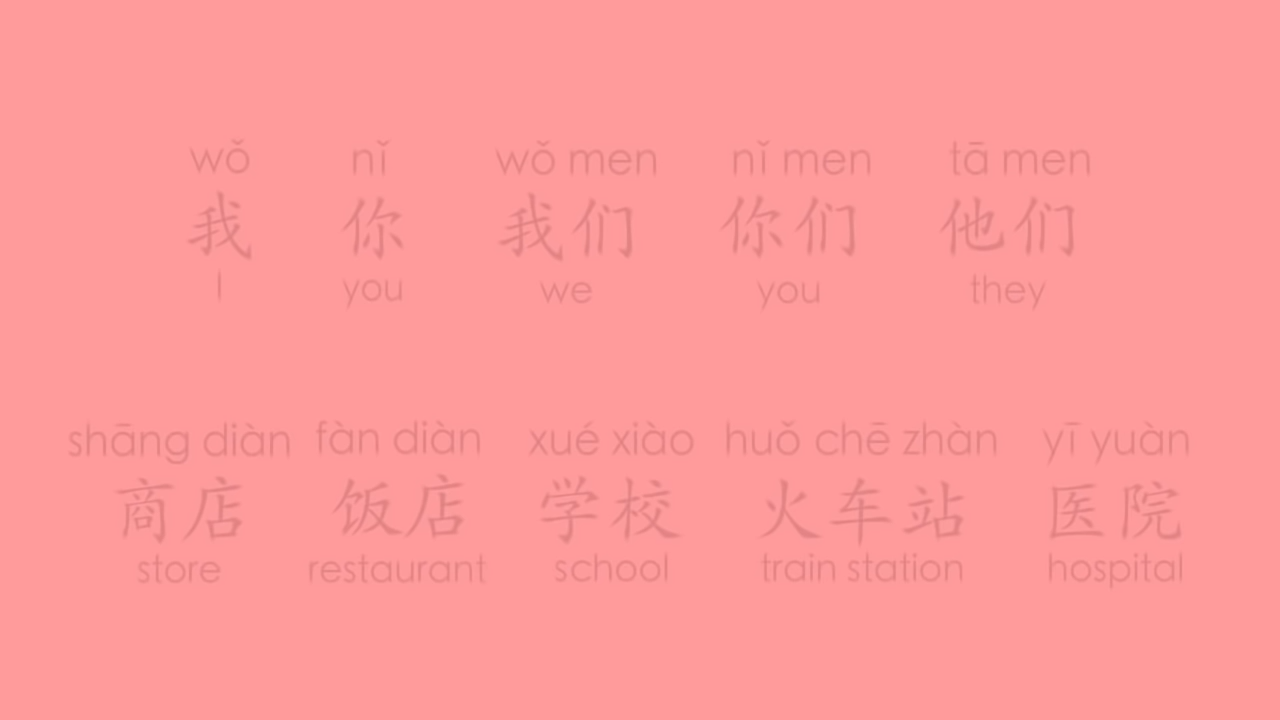 wǒ nǐ wǒ men nǐ men tā men
我 你 我们 你们 他们
I you we you they
shāng diàn fàn diàn xué xiào huǒ chē zhàn yī yuàn
商店 饭店 学校 火车站 医院
store restaurant school train station hospital